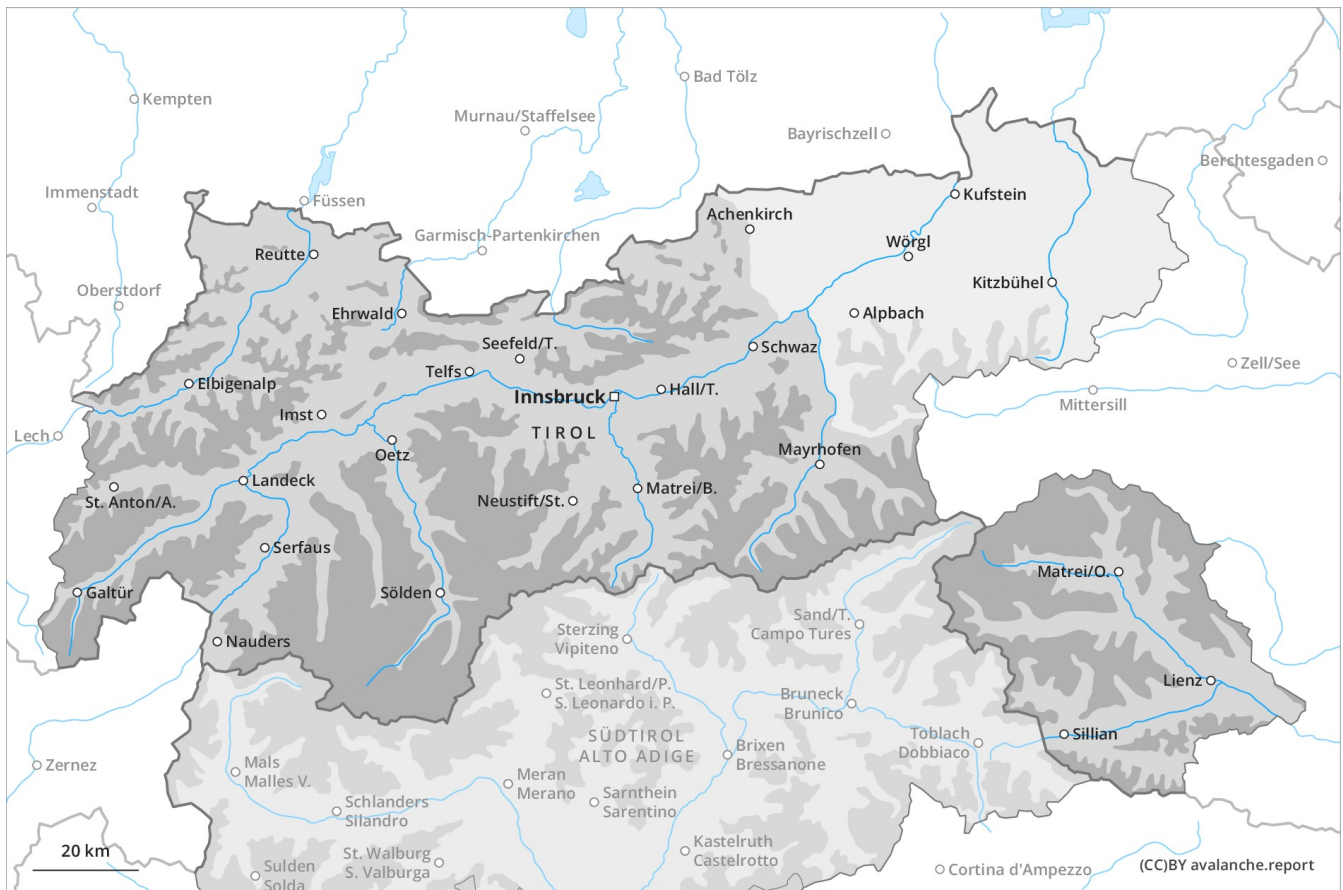 Bad Tölz
Kempten
Murnau/Staffelsee
Bayrischzell
Berchtesgaden
Immenstadt
Füssen
Kufstein
Achenkirch
Garmisch-Partenkirchen
Wörgl
Reutte
Kitzbühel
Oberstdorf
Ehrwald
Alpbach
Seefeld/T.
Schwaz
Zell/See
Telfs
Elbigenalp
Hall/T.
Innsbruck
Mittersill
Imst
Lech
TIROL
Oetz
Mayrhofen
Landeck
Matrei/B.
St. Anton/A.
Neustift/St.
Serfaus
Matrei/O.
Galtür
Sölden
Sand/T.
Campo Tures
Sterzing
Vipiteno
Nauders
Lienz
St. Leonhard/P.
S. Leonardo i. P.
Bruneck
Brunico
Sillian
Toblach
Dobbiaco
SÜDTIROL
ALTO ADIGE
Brixen
Bressanone
Zernez
Mals
Malles V.
Meran
Merano
Sarnthein
Sarentino
Schlanders
Silandro
Kastelruth
Castelrotto
20 km
St. Walburg
S. Valburga
Sulden
Solda
Cortina d'Ampezzo
(CC)BY avalanche.report